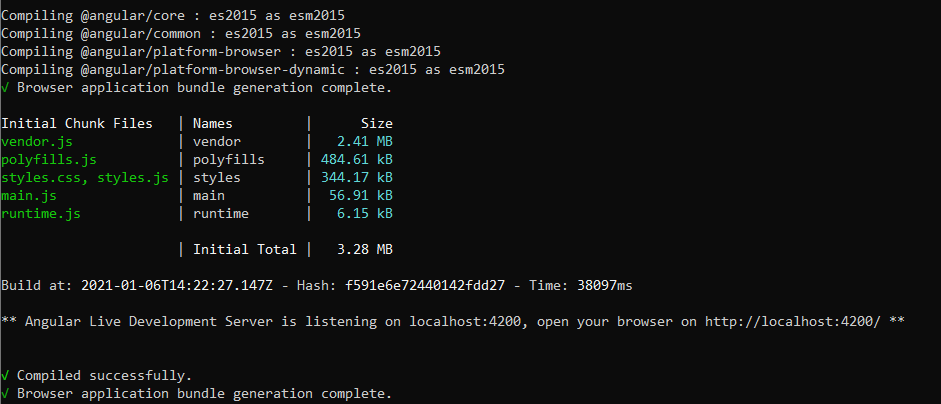 Compiling @angular/core : es2015 as esm2015
Compiling @angular/common : es2015 as esm2015
Compiling @angular/platform-browser : es2015 as esm2015
Compiling @angular/platform-browser-dynamic : es2015 as esm2015
√ Browser application bundle generation complete.
Initial Chunk Files | Names | Size
vendor.js | vendor | 2.41 MB
polyfills.js | polyfills | 484.61 kB
styles.css, styles.js | styles | 344.17 kB
main.js | main | 56.91 kB
runtime.js | runtime | 6.15 kB
| Initial Total | 3.28 MB
Build at: 2021-01-06T14:22:27.147Z - Hash: f591e6e72440142fdd27 - Time: 38097ms
** Angular Live Development Server is listening on localhost:4200, open your browser on http://localhost:4200/ **
√ Compiled successfully.
√ Browser application bundle generation complete.